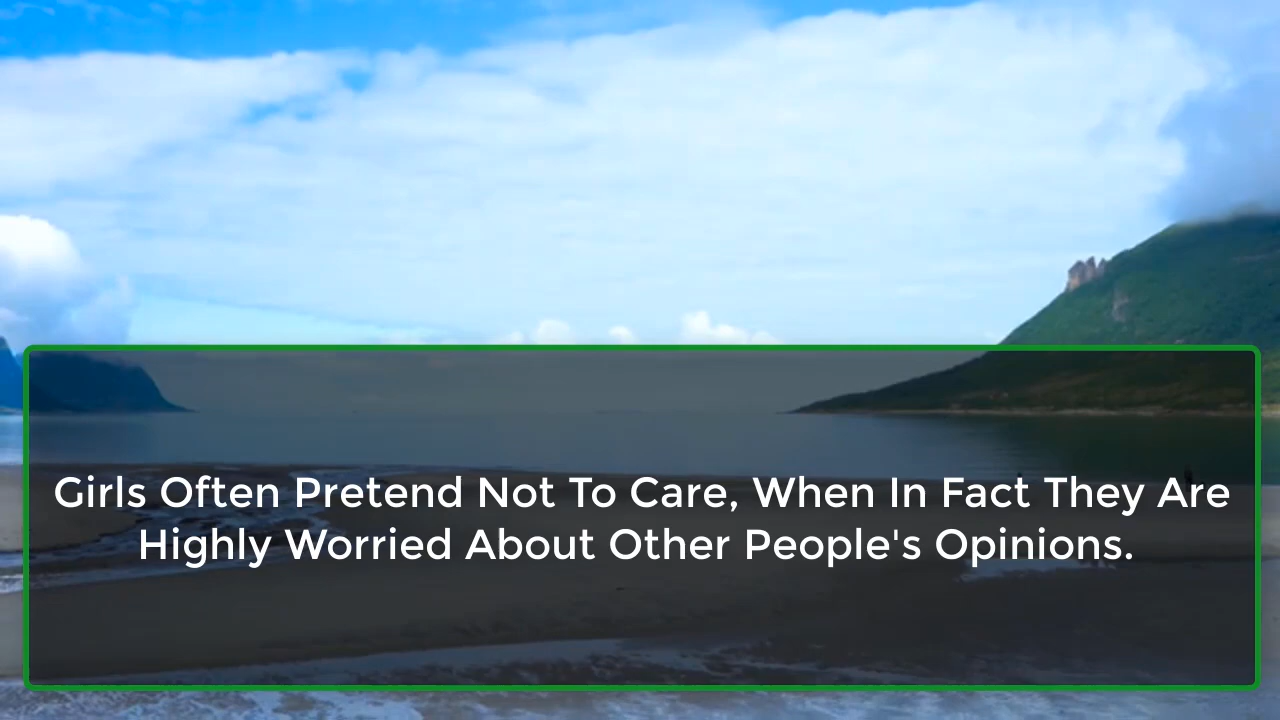 Girls Often Pretend Not To Care, When In Fact They Are
Highly Worried About Other People's Opinions.